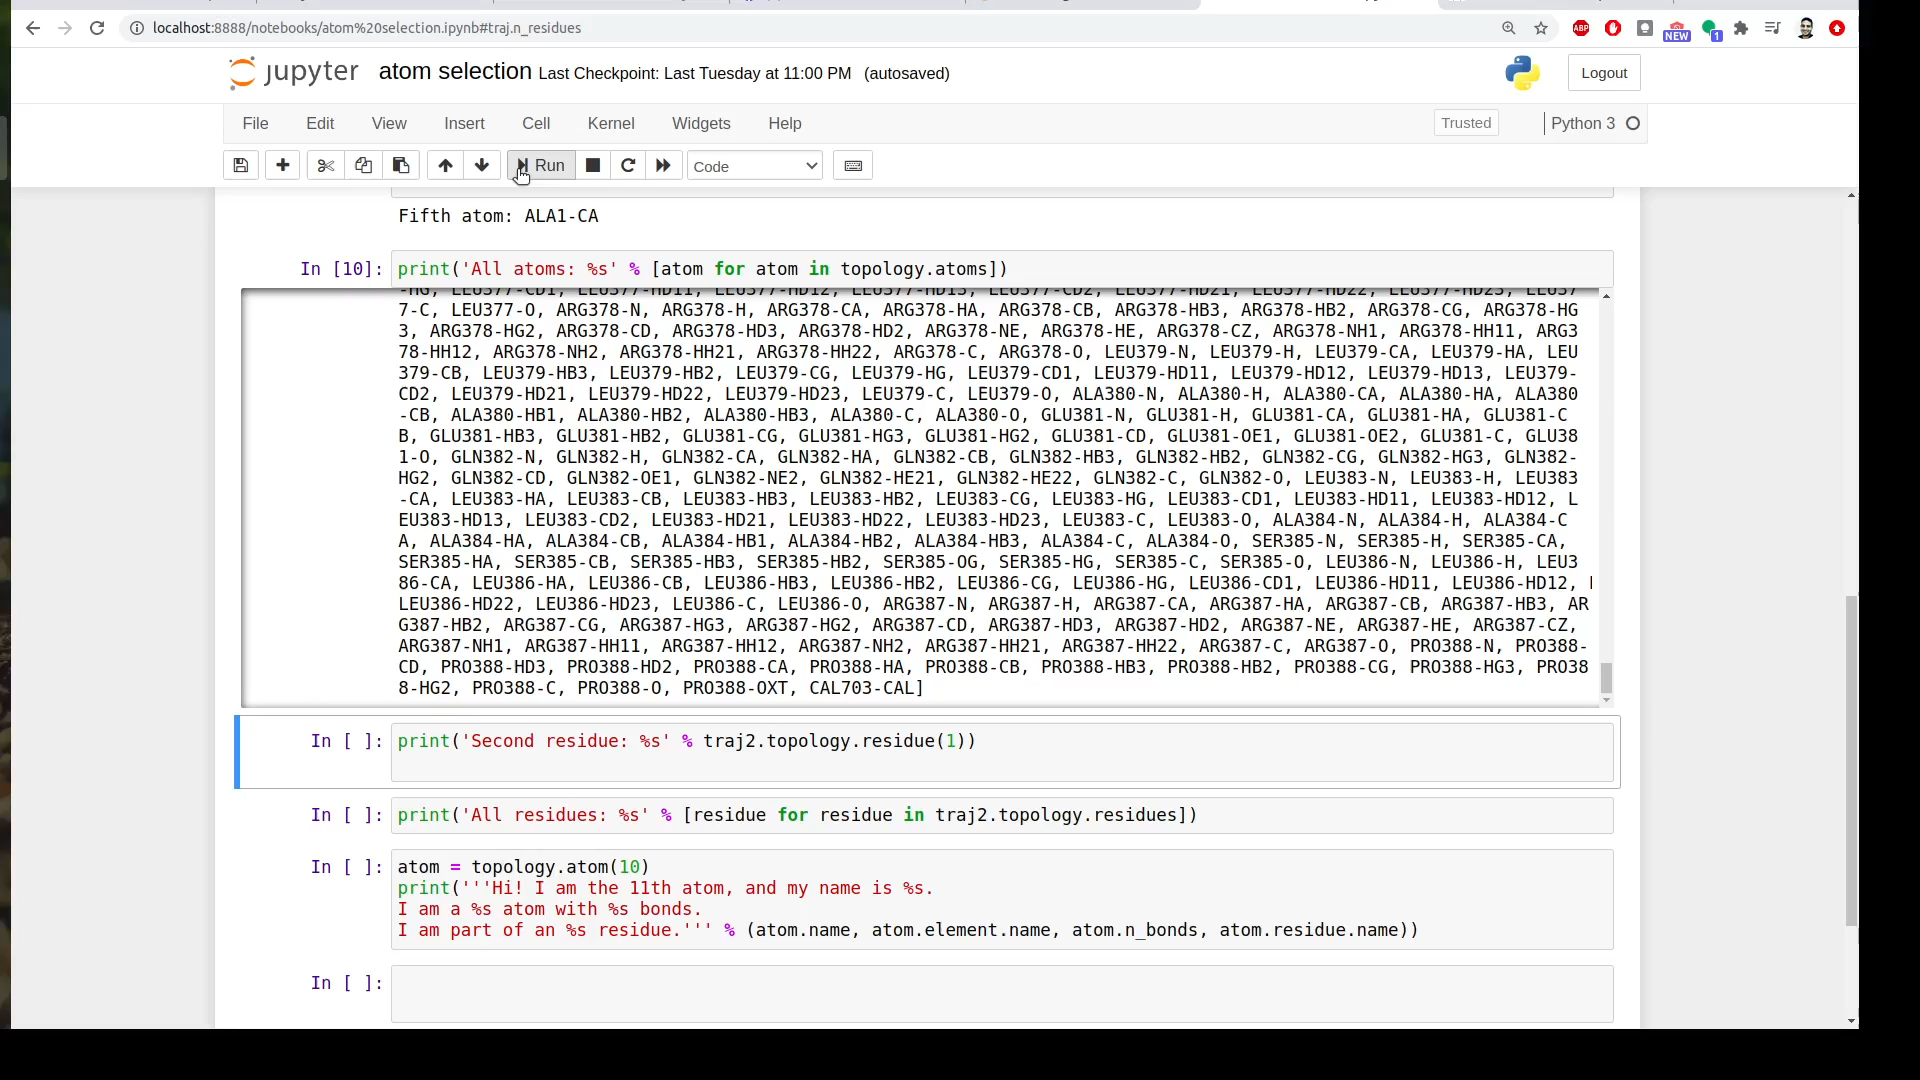 localhost:8888/notebooks/atom%20selection.ipynb#traj.n_residues
ABP
NEW
1
jupyter atom selection Last Checkpoint: Last Tuesday at 11:00 PM (autosaved)
Logout
File Edit View Insert Cell Kernel Widgets Help
Trusted
Python 3
Run
Code
Fifth atom: ALA1-CA
In [10]: print('All atoms: %s' % [atom for atom in topology.atoms])
-HG, LEU377-CD1, LEU377-HD11, LEU377-HD12, LEU377-HD13, LEU377-CD2, LEU377-HD21, LEU377-HD22, LEU377-HD23, LEU37
7-C, LEU377-O, ARG378-N, ARG378-H, ARG378-CA, ARG378-HA, ARG378-CB, ARG378-HB3, ARG378-HB2, ARG378-CG, ARG378-HG
3, ARG378-HG2, ARG378-CD, ARG378-HD3, ARG378-HD2, ARG378-NE, ARG378-HE, ARG378-CZ, ARG378-NH1, ARG378-HH11, ARG3
78-HH12, ARG378-NH2, ARG378-HH21, ARG378-HH22, ARG378-C, ARG378-O, LEU379-N, LEU379-H, LEU379-CA, LEU379-HA, LEU
379-CB, LEU379-HB3, LEU379-HB2, LEU379-CG, LEU379-HG, LEU379-CD1, LEU379-HD11, LEU379-HD12, LEU379-HD13, LEU379-
CD2, LEU379-HD21, LEU379-HD22, LEU379-HD23, LEU379-C, LEU379-O, ALA380-N, ALA380-H, ALA380-CA, ALA380-HA, ALA380
-CB, ALA380-HB1, ALA380-HB2, ALA380-HB3, ALA380-C, ALA380-O, GLU381-N, GLU381-H, GLU381-CA, GLU381-HA, GLU381-C
B, GLU381-HB3, GLU381-HB2, GLU381-CG, GLU381-HG3, GLU381-HG2, GLU381-CD, GLU381-OE1, GLU381-OE2, GLU381-C, GLU38
1-O, GLN382-N, GLN382-H, GLN382-CA, GLN382-HA, GLN382-CB, GLN382-HB3, GLN382-HB2, GLN382-CG, GLN382-HG3, GLN382-
HG2, GLN382-CD, GLN382-OE1, GLN382-NE2, GLN382-HE21, GLN382-HE22, GLN382-C, GLN382-O, LEU383-N, LEU383-H, LEU383
-CA, LEU383-HA, LEU383-CB, LEU383-HB3, LEU383-HB2, LEU383-CG, LEU383-HG, LEU383-CD1, LEU383-HD11, LEU383-HD12, L
EU383-HD13, LEU383-CD2, LEU383-HD21, LEU383-HD22, LEU383-HD23, LEU383-C, LEU383-O, ALA384-N, ALA384-H, ALA384-C
A, ALA384-HA, ALA384-CB, ALA384-HB1, ALA384-HB2, ALA384-HB3, ALA384-C, ALA384-O, SER385-N, SER385-H, SER385-CA,
SER385-HA, SER385-CB, SER385-HB3, SER385-HB2, SER385-OG, SER385-HG, SER385-C, SER385-O, LEU386-N, LEU386-H, LEU3
86-CA, LEU386-HA, LEU386-CB, LEU386-HB3, LEU386-HB2, LEU386-CG, LEU386-HG, LEU386-CD1, LEU386-HD11, LEU386-HD12,
LEU386-HD22, LEU386-HD23, LEU386-C, LEU386-O, ARG387-N, ARG387-H, ARG387-CA, ARG387-HA, ARG387-CB, ARG387-HB3, AR
G387-HB2, ARG387-CG, ARG387-HG3, ARG387-HG2, ARG387-CD, ARG387-HD3, ARG387-HD2, ARG387-NE, ARG387-HE, ARG387-CZ,
ARG387-NH1, ARG387-HH11, ARG387-HH12, ARG387-NH2, ARG387-HH21, ARG387-HH22, ARG387-C, ARG387-O, PRO388-N, PRO388-
CD, PRO388-HD3, PRO388-HD2, PRO388-CA, PRO388-HA, PRO388-CB, PRO388-HB3, PRO388-HB2, PRO388-CG, PRO388-HG3, PRO38
8-HG2, PRO388-C, PRO388-O, PRO388-OXT, CAL703-CAL]
In [ ]: print('Second residue: %s' % traj2.topology.residue(1))
In [ ]: print('All residues: %s' % [residue for residue in traj2.topology.residues])
In [ ]: atom = topology.atom(10)
print('''Hi! I am the 11th atom, and my name is %s.
I am a %s atom with %s bonds.
I am part of an %s residue.''' % (atom.name, atom.element.name, atom.n_bonds, atom.residue.name))
In [ ]: